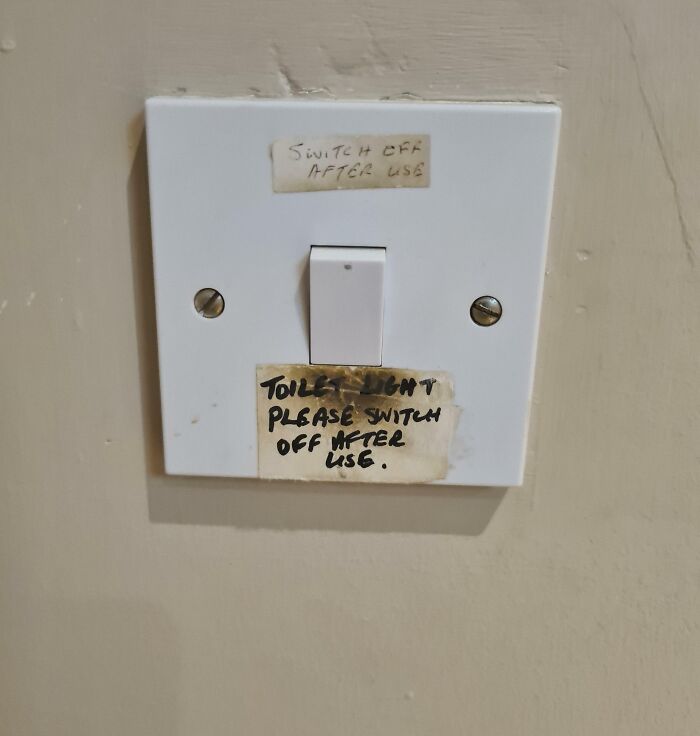 SWITCH OFF
AFTER USE
TOILET LIGHT
PLEASE SWITCH
OFF AFTER
USE.